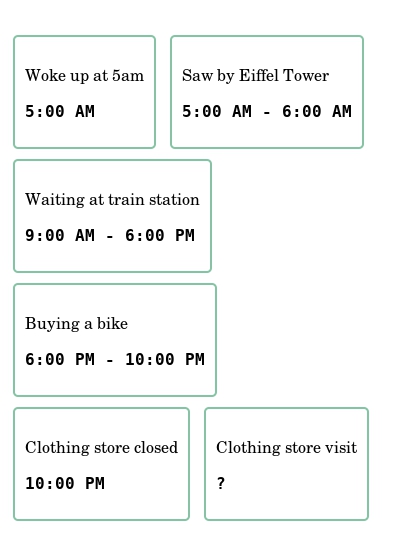 Woke up at 5am
5:00 AM
Saw by Eiffel Tower
5:00 AM - 6:00 AM
Waiting at train station
9:00 AM - 6:00 PM
Buying a bike
6:00 PM - 10:00 PM
Clothing store closed
10:00 PM
Clothing store visit
?